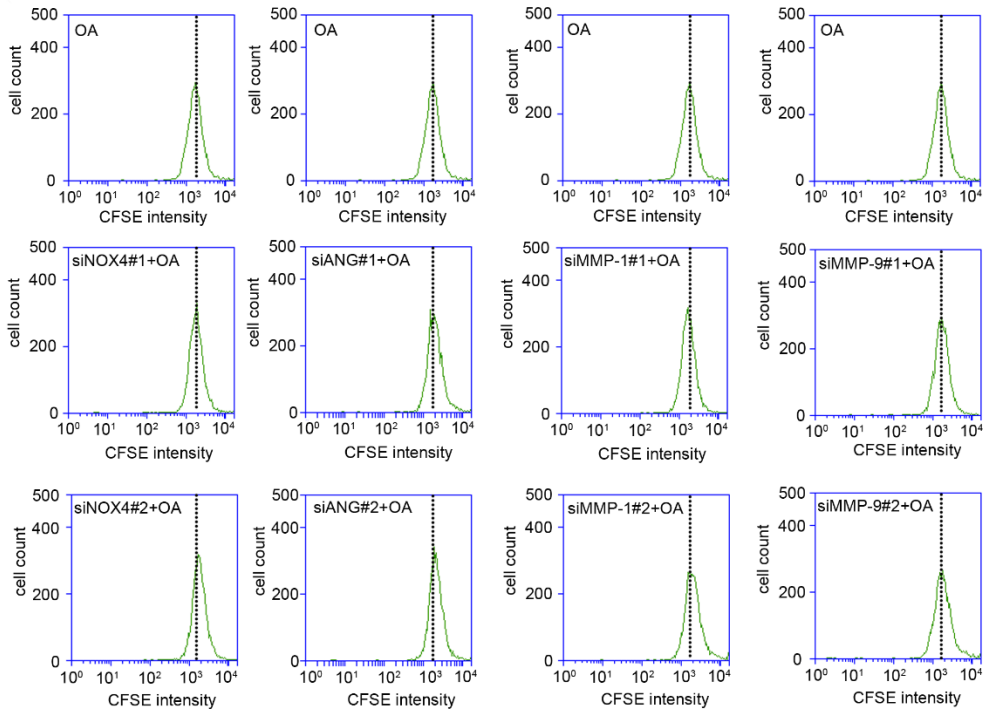 500
400
200
0
cell count
OA
10⁰ 10¹ 10² 10³ 10⁴
CFSE intensity
500
400
200
0
cell count
OA
10⁰ 10¹ 10² 10³ 10⁴
CFSE intensity
500
400
200
0
cell count
OA
10⁰ 10¹ 10² 10³ 10⁴
CFSE intensity
500
400
200
0
cell count
OA
10⁰ 10¹ 10² 10³ 10⁴
CFSE intensity
500
400
200
0
cell count
siNOX4#1+OA
10⁰ 10¹ 10² 10³ 10⁴
CFSE intensity
500
400
200
0
cell count
siANG#1+OA
10⁰ 10¹ 10² 10³ 10⁴
CFSE intensity
500
400
200
0
cell count
siMMP-1#1+OA
10⁰ 10¹ 10² 10³ 10⁴
CFSE intensity
500
400
200
0
cell count
siMMP-9#1+OA
10⁰ 10¹ 10² 10³ 10⁴
CFSE intensity
500
400
200
0
cell count
siNOX4#2+OA
10⁰ 10¹ 10² 10³ 10⁴
CFSE intensity
500
400
200
0
cell count
siANG#2+OA
10⁰ 10¹ 10² 10³ 10⁴
CFSE intensity
500
400
200
0
cell count
siMMP-1#2+OA
10⁰ 10¹ 10² 10³ 10⁴
CFSE intensity
500
400
200
0
cell count
siMMP-9#2+OA
10⁰ 10¹ 10² 10³ 10⁴
CFSE intensity